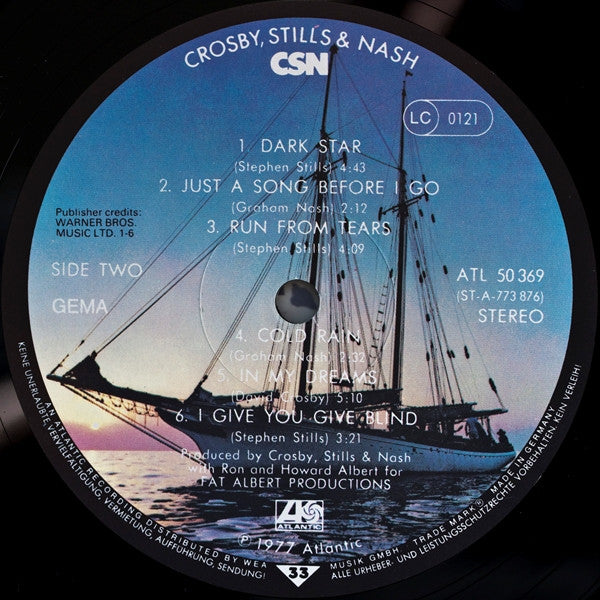 CROSBY, STILLS & NASH
CSN
LC 0121
1. DARK STAR
(Stephen Stills) 4:43
2. JUST A SONG BEFORE I GO
(Graham Nash) 2:12
3. RUN FROM TEARS
(Stephen Stills) 4:09
Publisher credits:
WARNER BROS.
MUSIC LTD. 1-6
SIDE TWO
GEMA
ATL 50 369
(ST-A-773 876)
STEREO
4. COLD RAIN
(Graham Nash) 2:32
5. IN MY DREAMS
(David Crosby) 5:10
6. I GIVE YOU GIVE BLIND
(Stephen Stills) 3:21
Produced by Crosby, Stills & Nash
with Ron and Howard Albert for
FAT ALBERT PRODUCTIONS
ATLANTIC
℗ 1977 Atlantic
33
AN ATLANTIC RECORDING DISTRIBUTED BY WEA MUSIK GMBH. TRADE MARK ® MADE IN GERMANY.
KEINE UNERLAUBTE VERVIELFÄLTIGUNG, VERMIETUNG, AUFFÜHRUNG, SENDUNG! ALLE URHEBER- UND LEISTUNGSSCHUTZRECHTE VORBEHALTEN. KEIN VERLEIH!